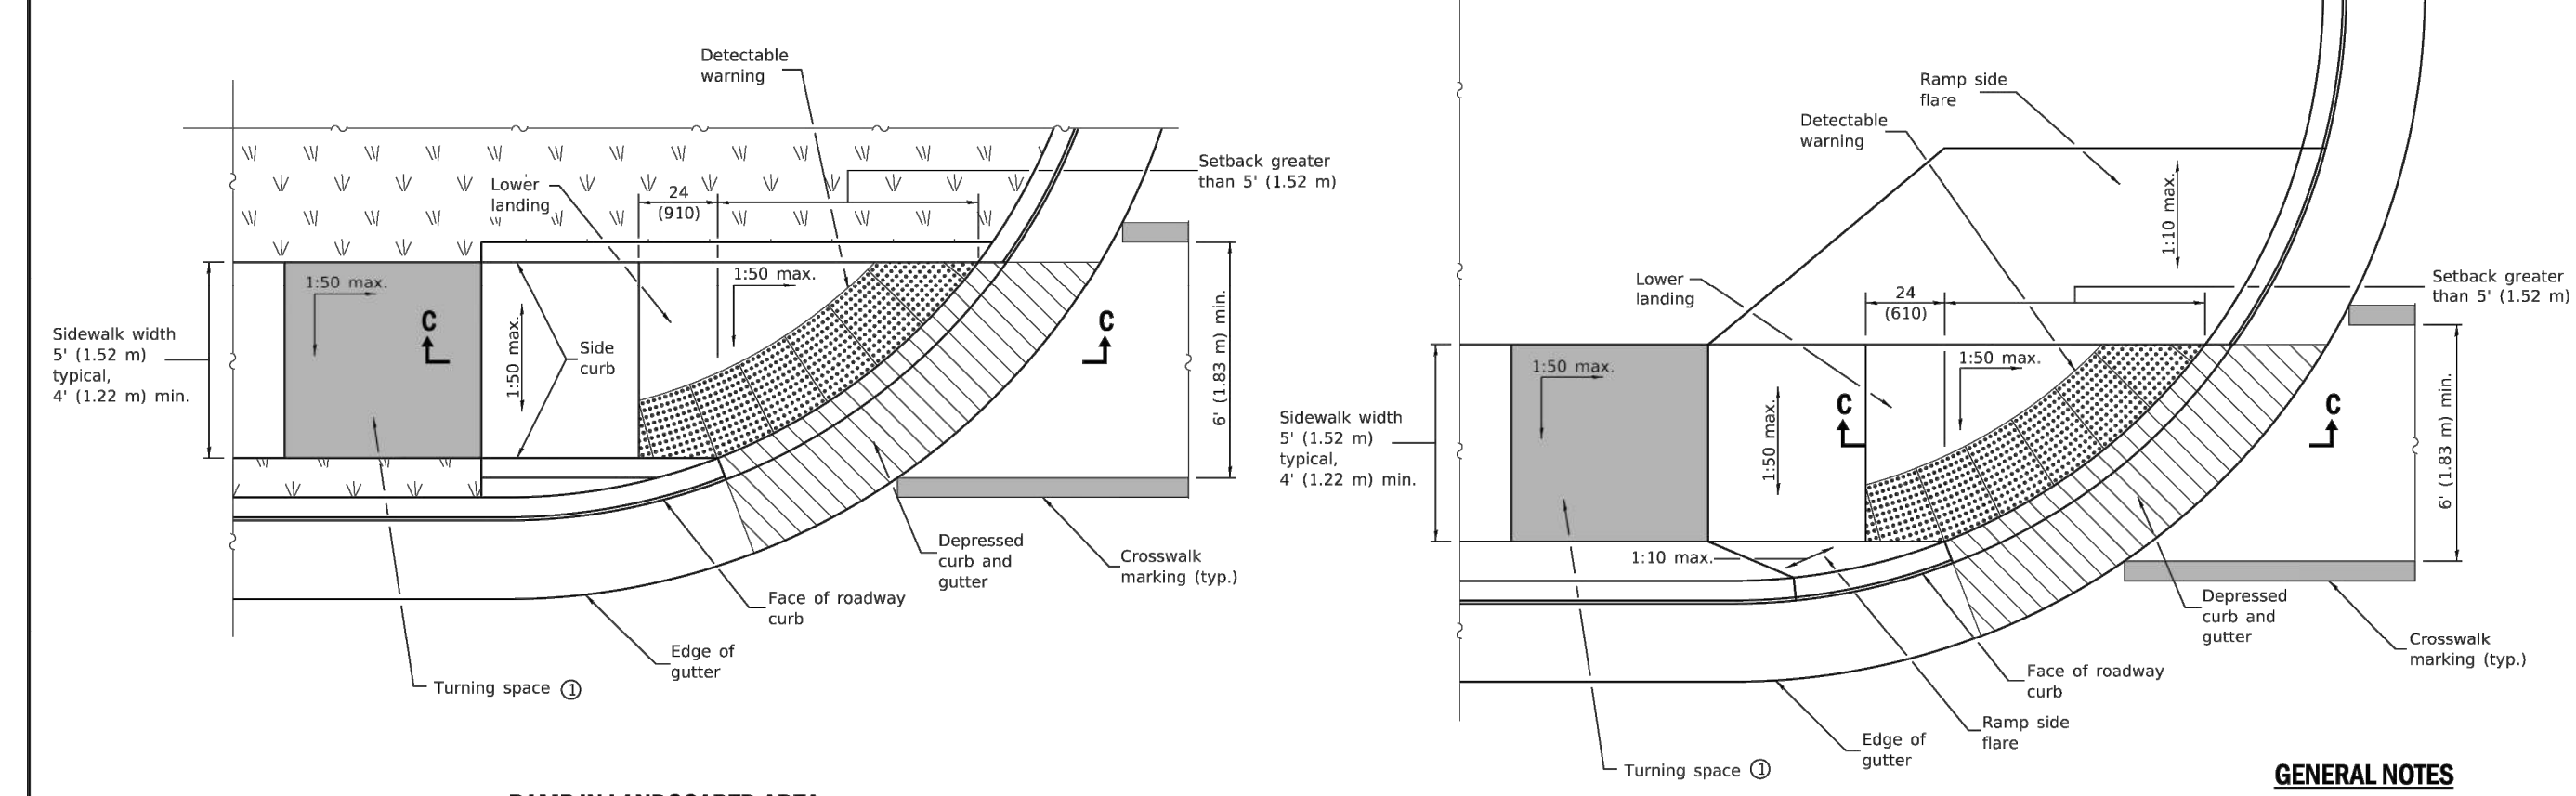 Detectable
warning
Setback greater
than 5' (1.52 m)
Lower
landing
24
(910)
1:50 max.
1:50 max.
C
C
Sidewalk width
5' (1.52 m)
typical,
4' (1.22 m) min.
1:50 max.
Side
curb
6' (1.83 m) min.
Depressed
curb and
gutter
Crosswalk
marking (typ.)
Face of roadway
curb
Edge of
gutter
Turning space 1
Ramp side
flare
Detectable
warning
1:10 max.
Setback greater
than 5' (1.52 m)
Lower
landing
24
(610)
1:50 max.
1:50 max.
C
C
Sidewalk width
5' (1.52 m)
typical,
4' (1.22 m) min.
1:50 max.
6' (1.83 m) min.
1:10 max.
Depressed
curb and
gutter
Crosswalk
marking (typ.)
Face of roadway
curb
Ramp side
flare
Edge of
gutter
Turning space 1
GENERAL NOTES